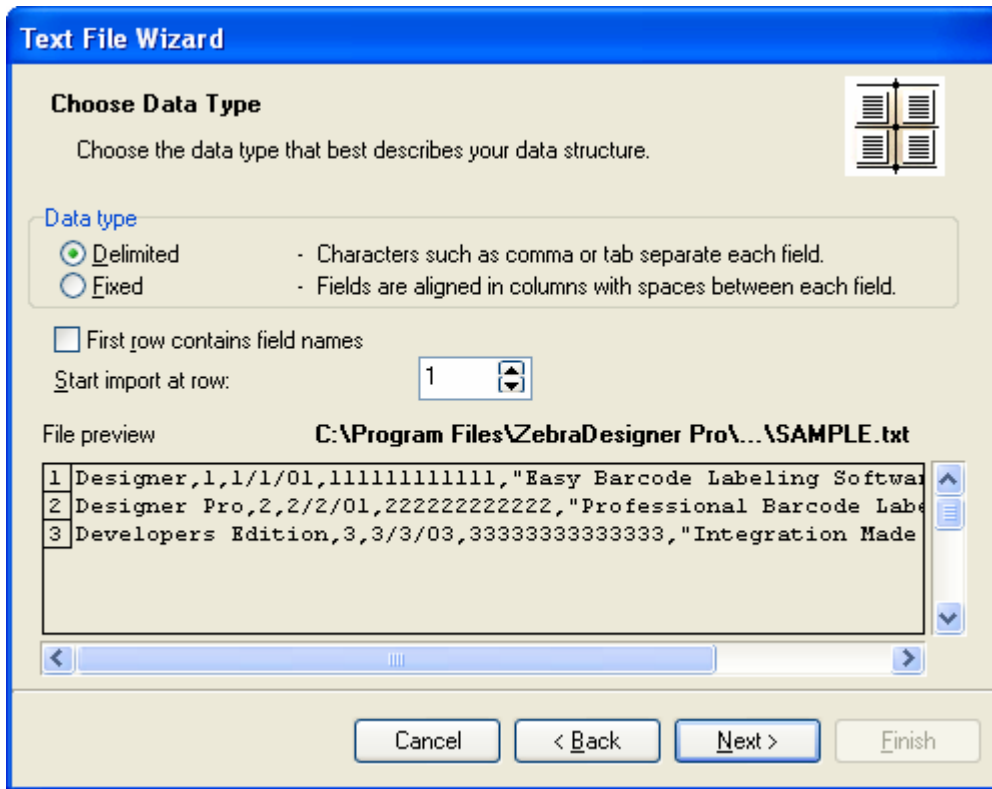 Text File Wizard
Choose Data Type
Choose the data type that best describes your data structure.
Data type
Delimited - Characters such as comma or tab separate each field.
Fixed - Fields are aligned in columns with spaces between each field.
First row contains field names
Start import at row: 1
File preview C:\Program Files\ZebraDesigner Pro\...\SAMPLE.txt
1 Designer,1,1/1/01,111111111111,"Easy Barcode Labeling Softwa
2 Designer Pro,2,2/2/01,222222222222,"Professional Barcode Labe
3 Developers Edition,3,3/3/03,33333333333333,"Integration Made
Cancel < Back Next > Finish